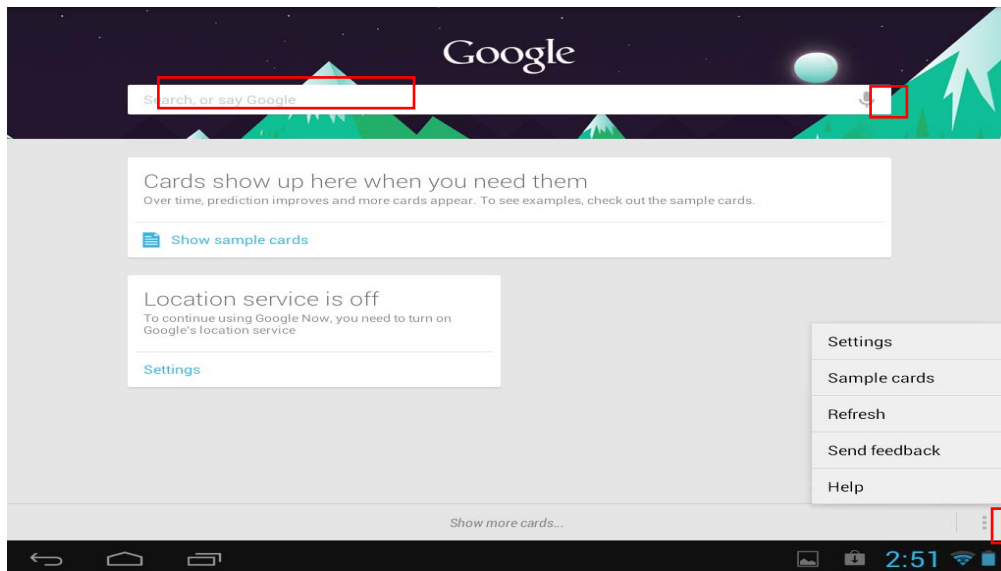 Google
Search, or say Google
Cards show up here when you need them
Over time, prediction improves and more cards appear. To see examples, check out the sample cards.
Show sample cards
Location service is off
To continue using Google Now, you need to turn on
Google's location service
Settings
Settings
Sample cards
Refresh
Send feedback
Help
Show more cards...
2:51